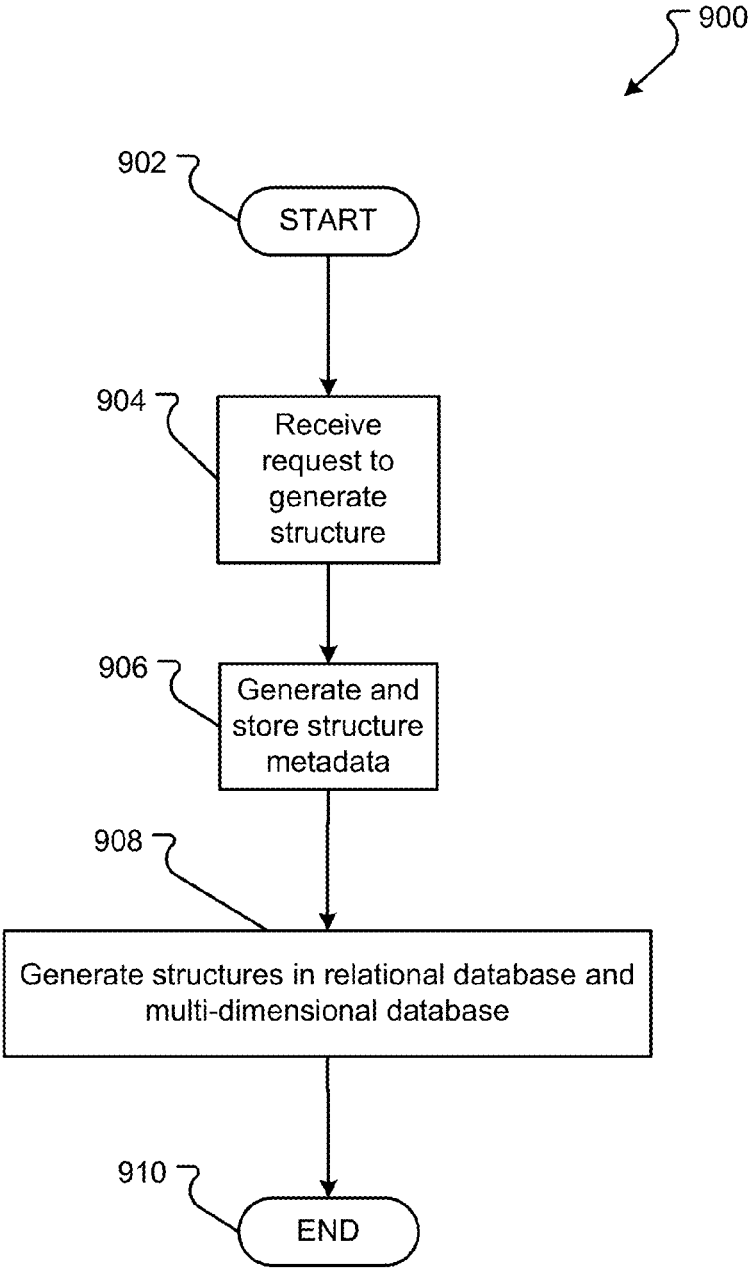 900
902
START
904
Receive
request to
generate
structure
906
Generate and
store structure
metadata
908
Generate structures in relational database and
multi-dimensional database
910
END